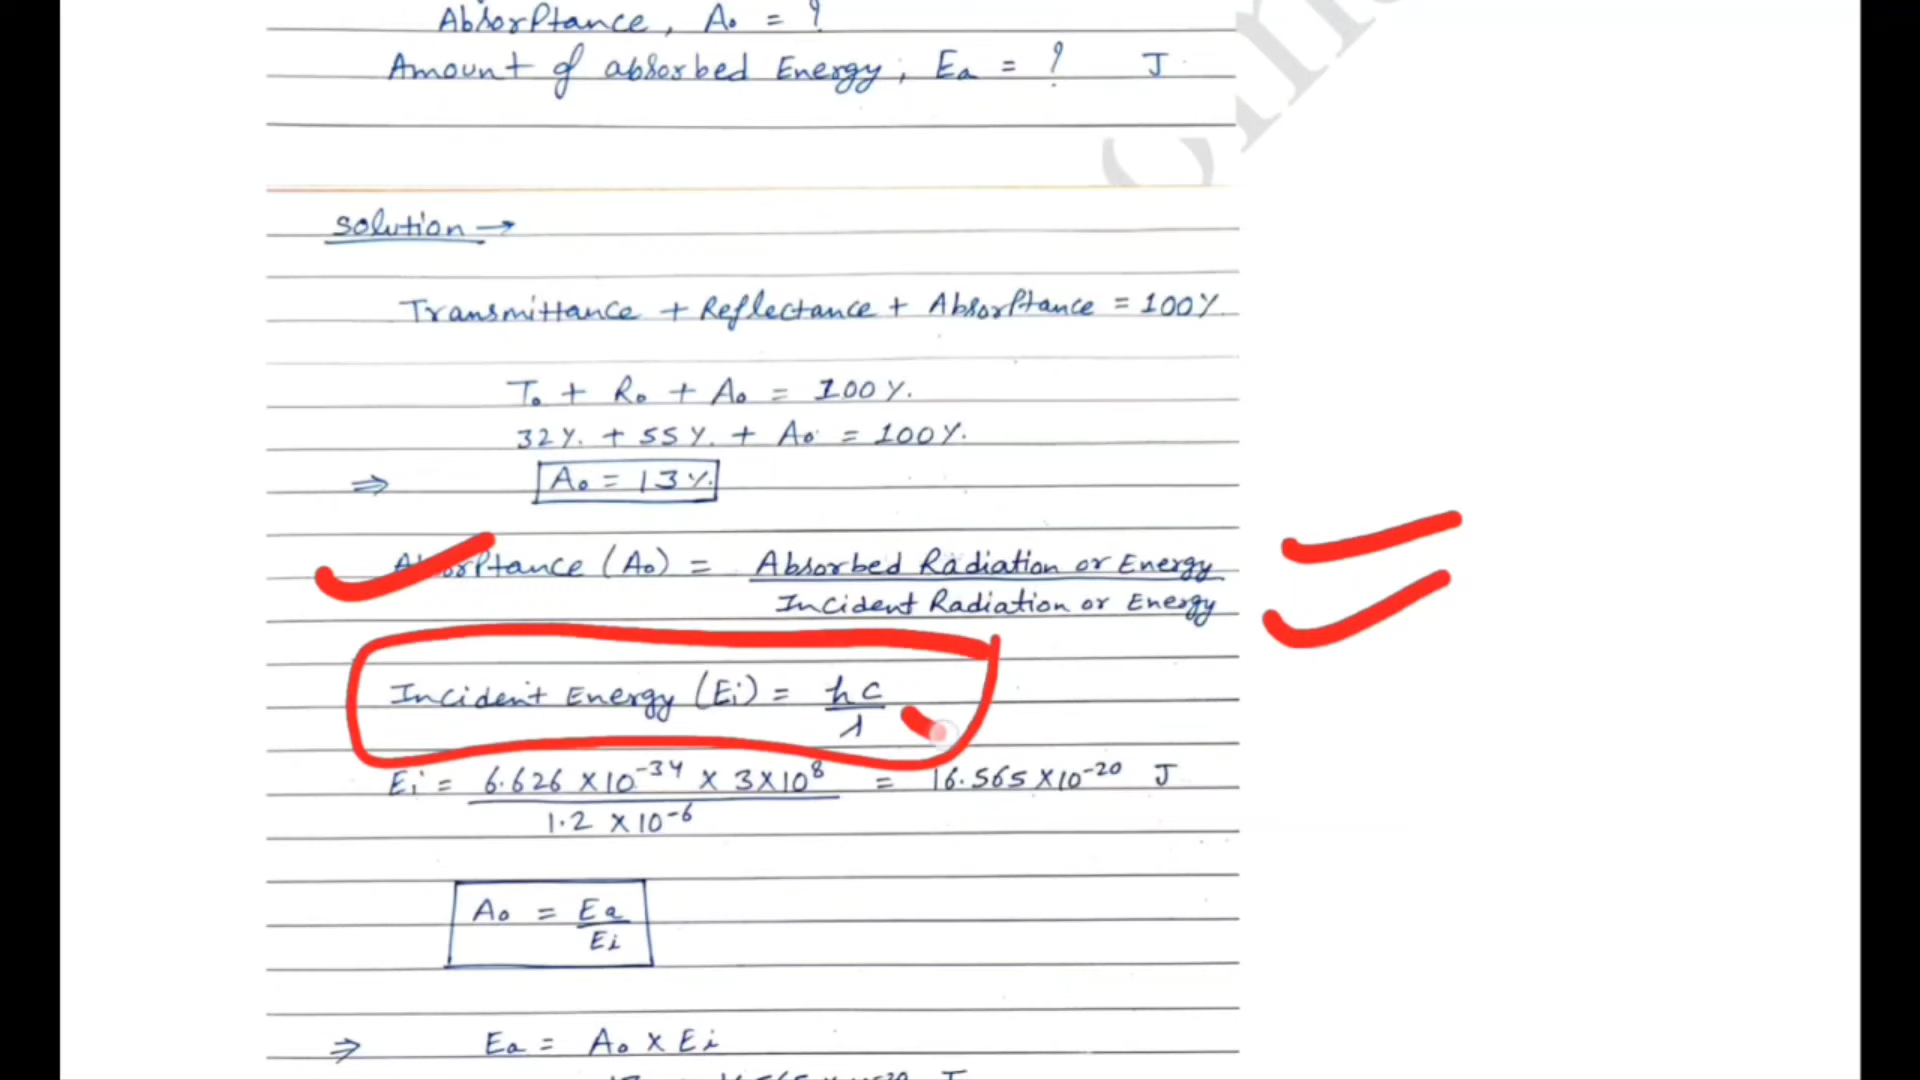 Absorptance, A₀ = ?
Amount of absorbed Energy, Ea = ? J
Solution →
Transmittance + Reflectance + Absorptance = 100%
T₀ + R₀ + A₀ = 100%.
32%. + 55%. + A₀ = 100%.
⇒ A₀ = 13%.
Absorptance (A₀) = Absorbed Radiation or Energy
Incident Radiation or Energy
Incident Energy (Ei) = hc
λ
Ei = 6.626 × 10⁻³⁴ × 3×10⁸ = 16.565 × 10⁻²⁰ J
1.2 × 10⁻⁶
A₀ = Ea
Ei
⇒ Ea = A₀ × Ei